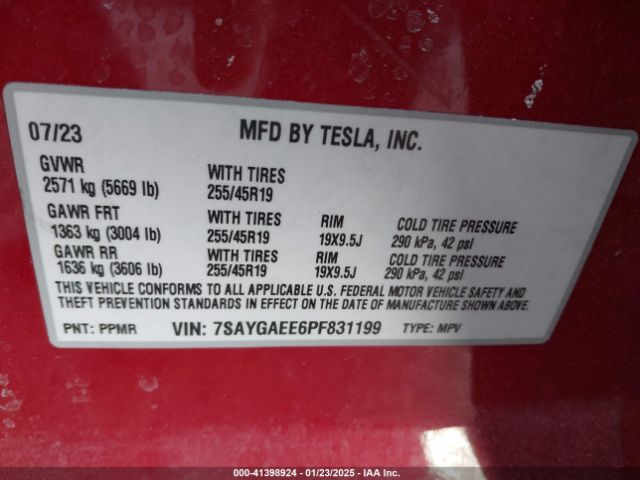 07/23 MFD BY TESLA, INC.
GVWR
2571 kg (5669 lb)
WITH TIRES
255/45R19
GAWR FRT
1363 kg (3004 lb)
WITH TIRES
255/45R19
RIM
19X9.5J
COLD TIRE PRESSURE
290 kPa, 42 psi
GAWR RR
1636 kg (3606 lb)
WITH TIRES
255/45R19
RIM
19X9.5J
COLD TIRE PRESSURE
290 kPa, 42 psi
THIS VEHICLE CONFORMS TO ALL APPLICABLE U.S. FEDERAL MOTOR VEHICLE SAFETY AND
THEFT PREVENTION STANDARDS IN EFFECT ON THE DATE OF MANUFACTURE SHOWN ABOVE.
PNT: PPMR VIN: 7SAYGAEE6PF831199 TYPE: MPV
000-41398924 | 01/23/2025 - IAA Inc.